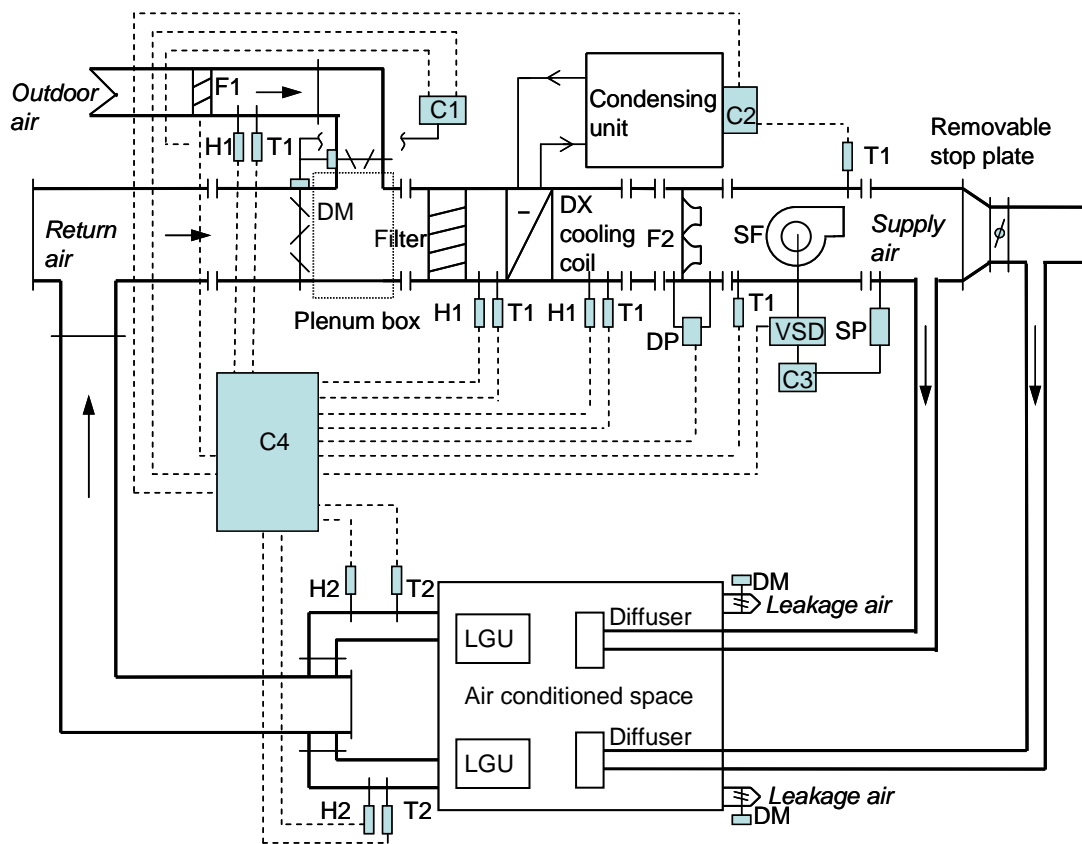 Outdoor
air
F1
H1
T1
C1
Condensing
unit
C2
T1
Removable
stop plate
Return
air
DM
Filter
DX
cooling
coil
F2
SF
Supply
air
Plenum box
H1
T1
H1
T1
DP
T1
VSD
SP
C3
C4
H2
T2
DM
Leakage air
LGU
Diffuser
Air conditioned space
LGU
Diffuser
H2
T2
Leakage air
DM